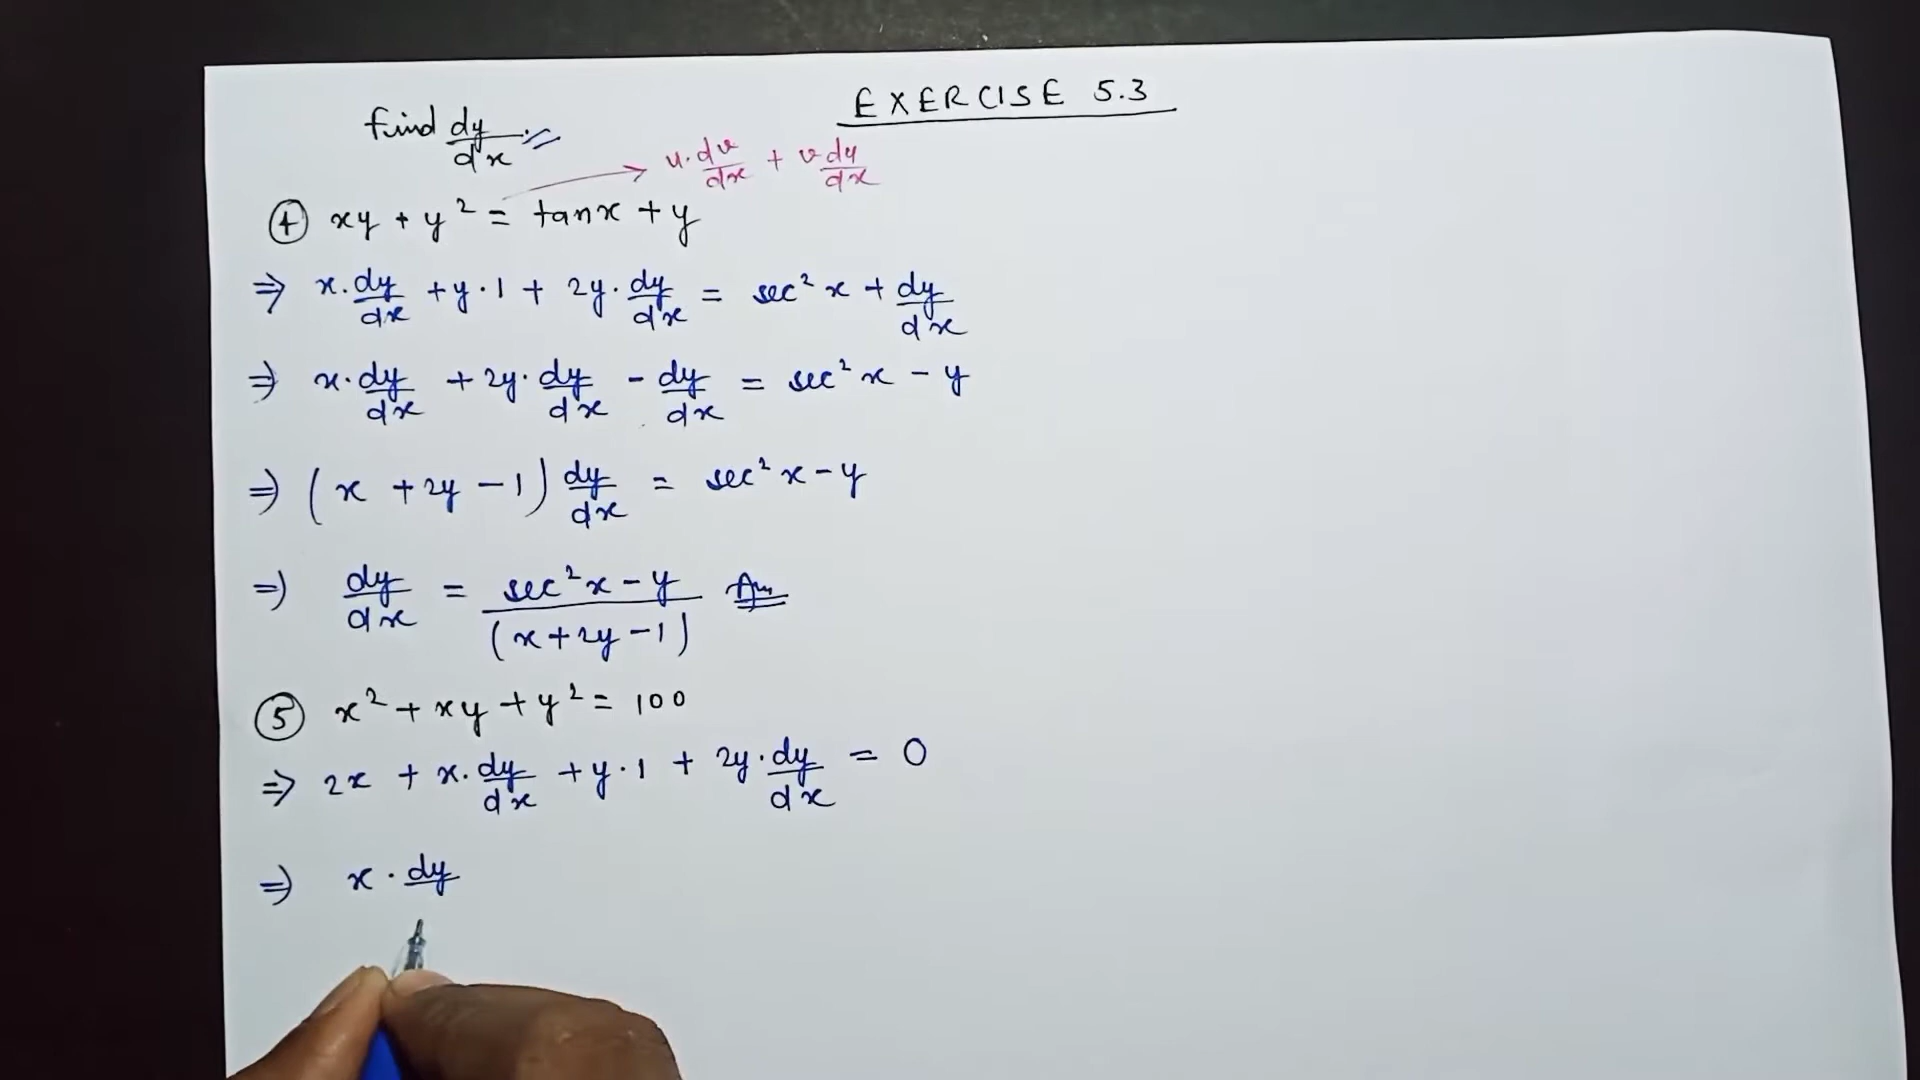 EXERCISE 5.3
find dy/dx
→ u.dv/dx + v dy/dx
④ xy + y² = tanx + y
⇒ x.dy/dx + y.1 + 2y.dy/dx = sec²x + dy/dx
⇒ x.dy/dx + 2y.dy/dx - dy/dx = sec²x - y
⇒ (x + 2y - 1) dy/dx = sec²x - y
⇒ dy/dx = sec²x - y/(x+2y-1) Ans
⑤ x² + xy + y² = 100
⇒ 2x + x.dy/dx + y.1 + 2y.dy/dx = 0
⇒ x.dy